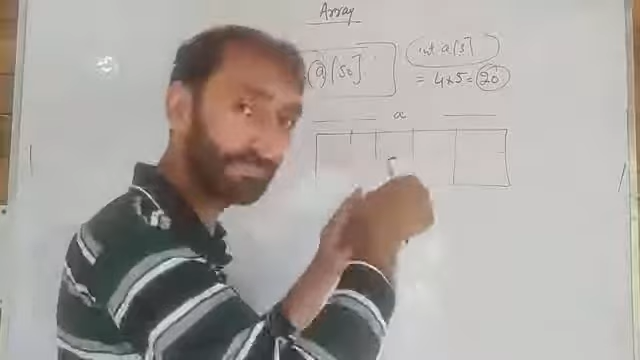 Array
(a)[50]
int a[5]
= 4*5 = 20
a